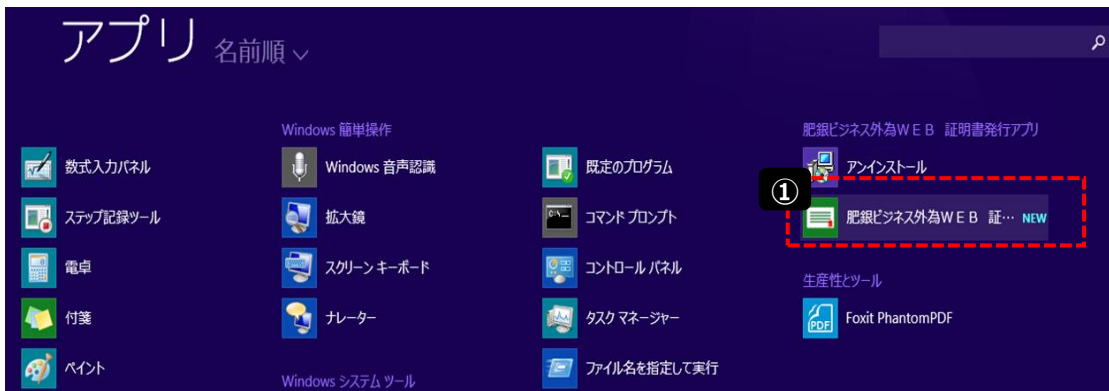 アプリ 名前順
数式入力パネル
ステップ記録ツール
電卓
付箋
ペイント
Windows 簡単操作
Windows 音声認識
拡大鏡
スクリーン キーボード
ナレーター
Windows システム ツール
既定のプログラム
コマンド プロンプト
コントロール パネル
タスク マネージャー
ファイル名を指定して実行
肥銀ビジネス外為ＷＥＢ　証明書発行アプリ
アンインストール
①
肥銀ビジネス外為ＷＥＢ　証… NEW
生産性とツール
Foxit PhantomPDF